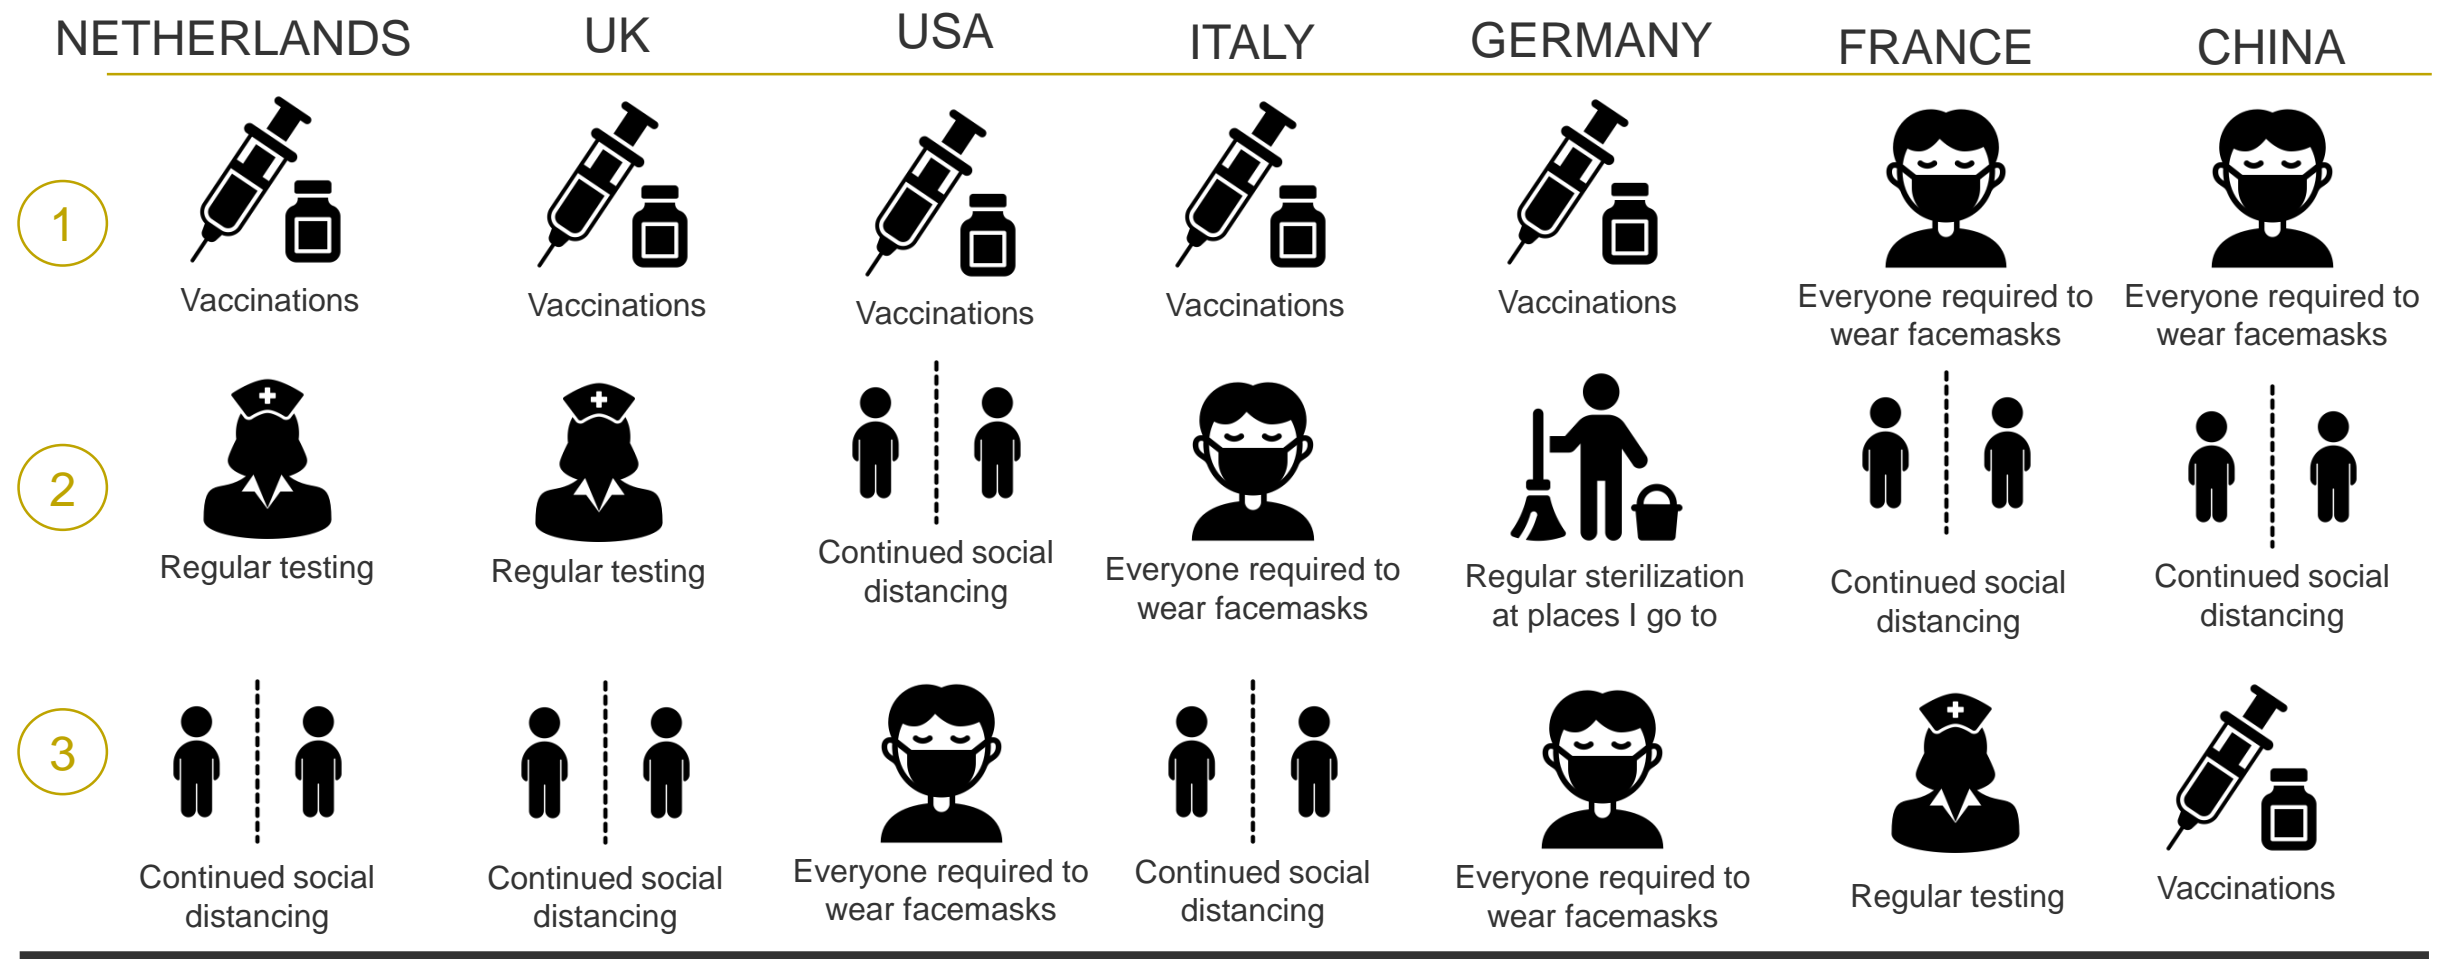 NETHERLANDS
UK
USA
ITALY
GERMANY
FRANCE
CHINA
1
Vaccinations
Vaccinations
Vaccinations
Vaccinations
Vaccinations
Everyone required to
wear facemasks
Everyone required to
wear facemasks
2
Regular testing
Regular testing
Continued social
distancing
Everyone required to
wear facemasks
Regular sterilization
at places I go to
Continued social
distancing
Continued social
distancing
3
Continued social
distancing
Continued social
distancing
Everyone required to
wear facemasks
Continued social
distancing
Everyone required to
wear facemasks
Regular testing
Vaccinations